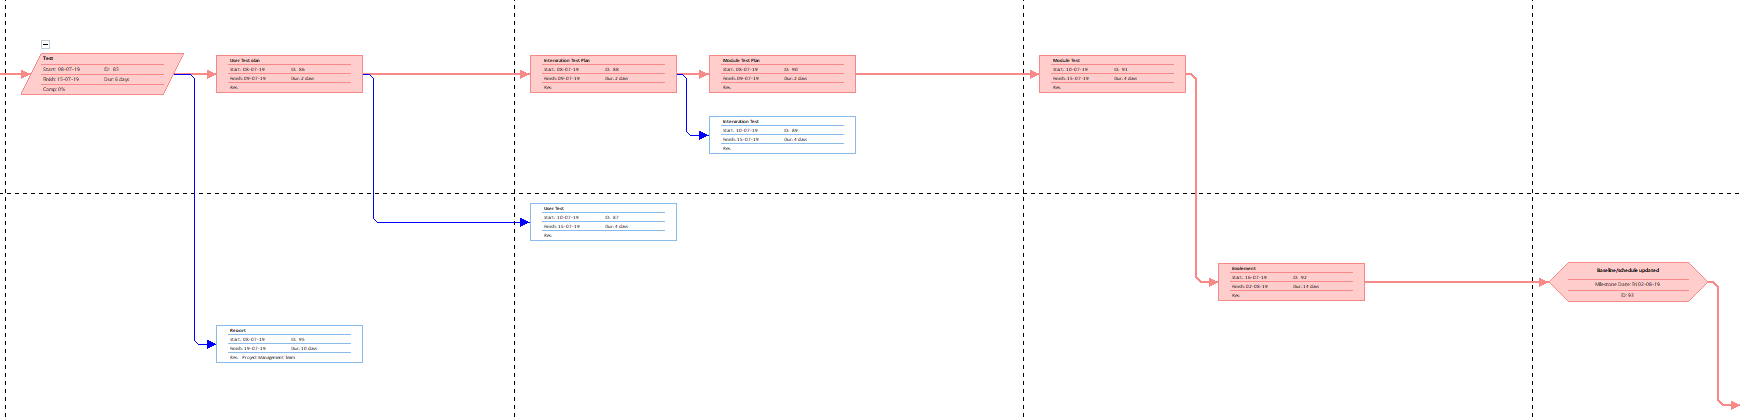 Test
Start: 08-07-19 ID: 85
Finish: 15-07-19 Dur: 6 days
Comp: 0%
User Test plan
Start: 08-07-19 ID: 86
Finish: 09-07-19 Dur: 2 days
Res:
Intergration Test Plan
Start: 08-07-19 ID: 88
Finish: 09-07-19 Dur: 2 days
Res:
Module Test Plan
Start: 08-07-19 ID: 90
Finish: 09-07-19 Dur: 2 days
Res:
Module Test
Start: 10-07-19 ID: 91
Finish: 15-07-19 Dur: 4 days
Res:
Intergration Test
Start: 10-07-19 ID: 89
Finish: 15-07-19 Dur: 4 days
Res:
User Test
Start: 10-07-19 ID: 87
Finish: 15-07-19 Dur: 4 days
Res:
Implement
Start: 16-07-19 ID: 92
Finish: 02-08-19 Dur: 14 days
Res:
Baseline/schedule updated
Milestone Date: fri 02-08-19
ID: 93
Report
Start: 08-07-19 ID: 95
Finish: 19-07-19 Dur: 10 days
Res: Project Management Team